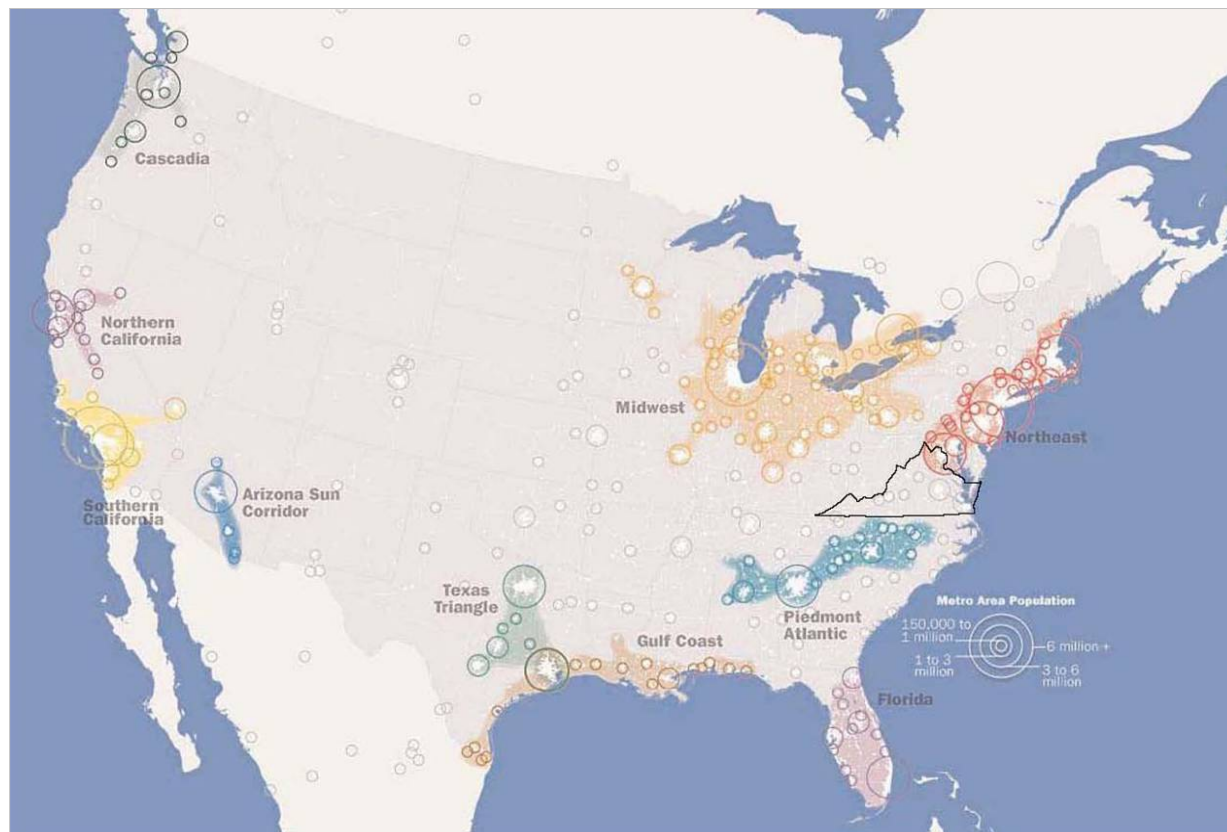 Cascadia
Northern
California
Midwest
Northeast
Southern
California
Arizona Sun
Corridor
Texas
Triangle
Piedmont
Atlantic
Gulf Coast
Florida
Metro Area Population
150,000 to
1 million
1 to 3
million
6 million +
3 to 6
million